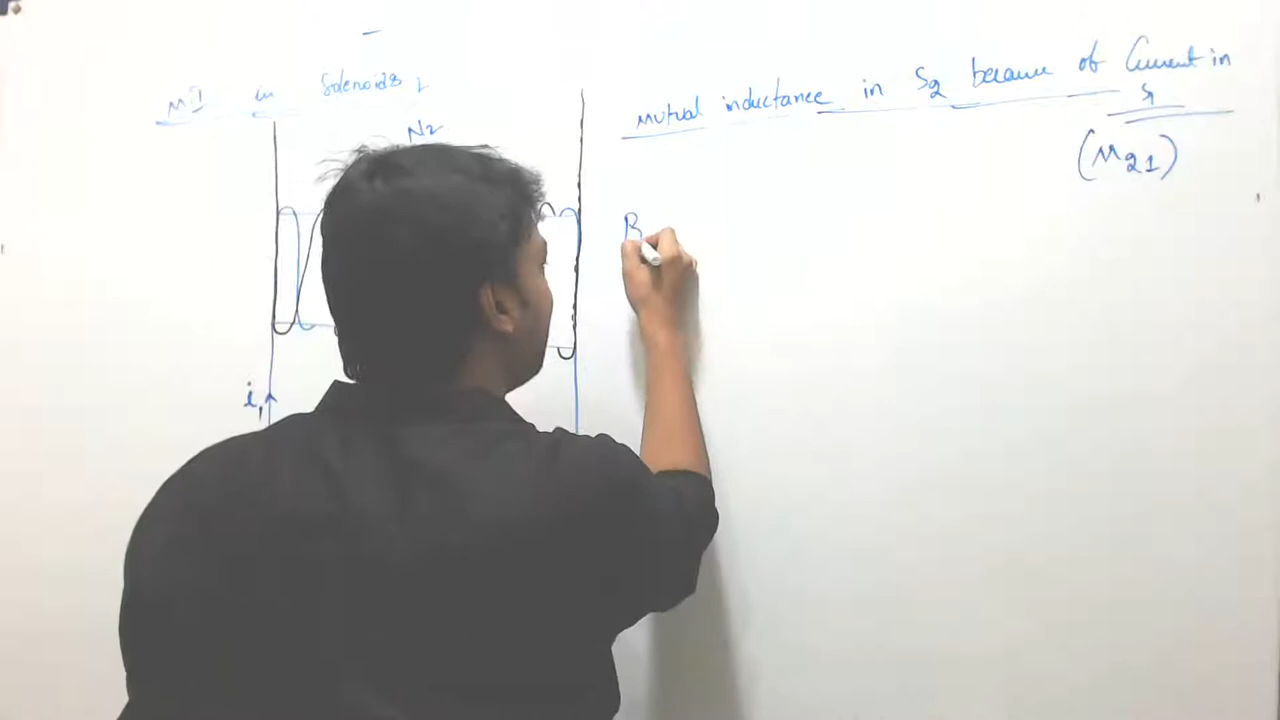 MI in Solenoids
N2
i1
Mutual inductance in S2 because of Current in
S1
(M21)
B